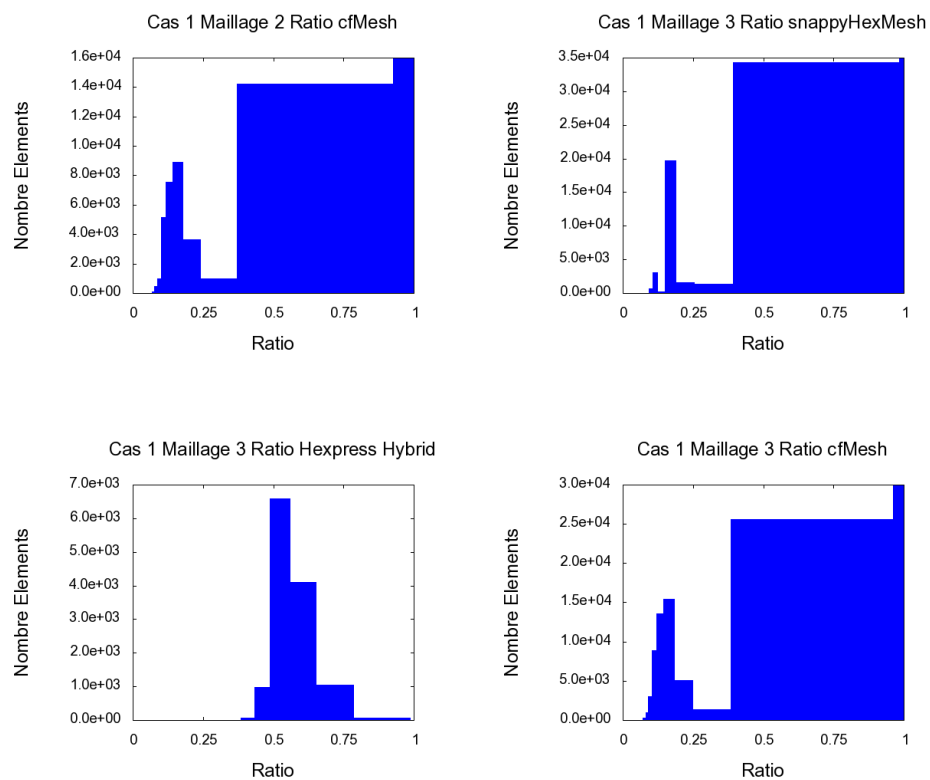 Cas 1 Maillage 2 Ratio cfMesh
Nombre Elements
1.6e+04
1.4e+04
1.2e+04
1.0e+04
8.0e+03
6.0e+03
4.0e+03
2.0e+03
0.0e+00
0 0.25 0.5 0.75 1
Ratio
Cas 1 Maillage 3 Ratio snappyHexMesh
Nombre Elements
3.5e+04
3.5e+04
2.5e+04
2.0e+04
1.5e+04
1.0e+04
5.0e+03
0.0e+00
0 0.25 0.5 0.75 1
Ratio
Cas 1 Maillage 3 Ratio Hexpress Hybrid
Nombre Elements
7.0e+03
6.0e+03
5.0e+03
4.0e+03
3.0e+03
2.0e+03
1.0e+03
0.0e+00
0 0.25 0.5 0.75 1
Ratio
Cas 1 Maillage 3 Ratio cfMesh
Nombre Elements
3.0e+04
2.5e+04
2.0e+04
1.5e+04
1.0e+04
5.0e+03
0.0e+00
0 0.25 0.5 0.75 1
Ratio